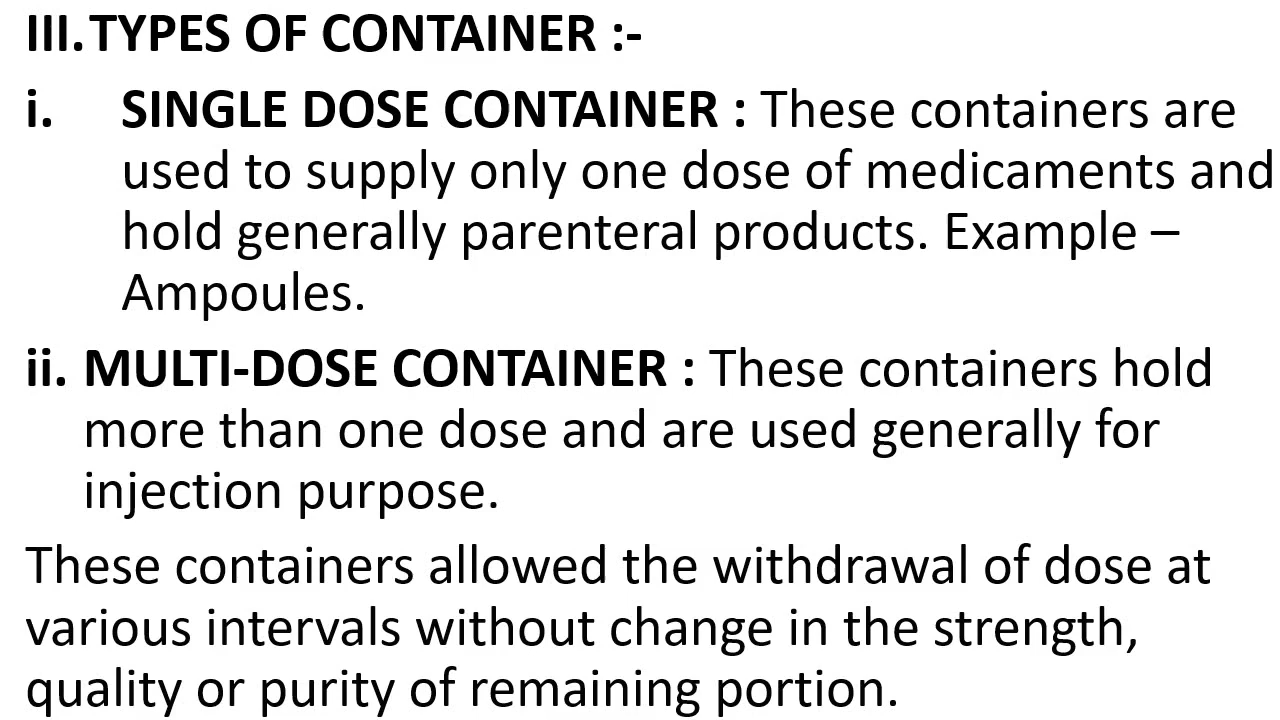 III. TYPES OF CONTAINER :-
i. SINGLE DOSE CONTAINER : These containers are
used to supply only one dose of medicaments and
hold generally parenteral products. Example –
Ampoules.
ii. MULTI-DOSE CONTAINER : These containers hold
more than one dose and are used generally for
injection purpose.
These containers allowed the withdrawal of dose at
various intervals without change in the strength,
quality or purity of remaining portion.